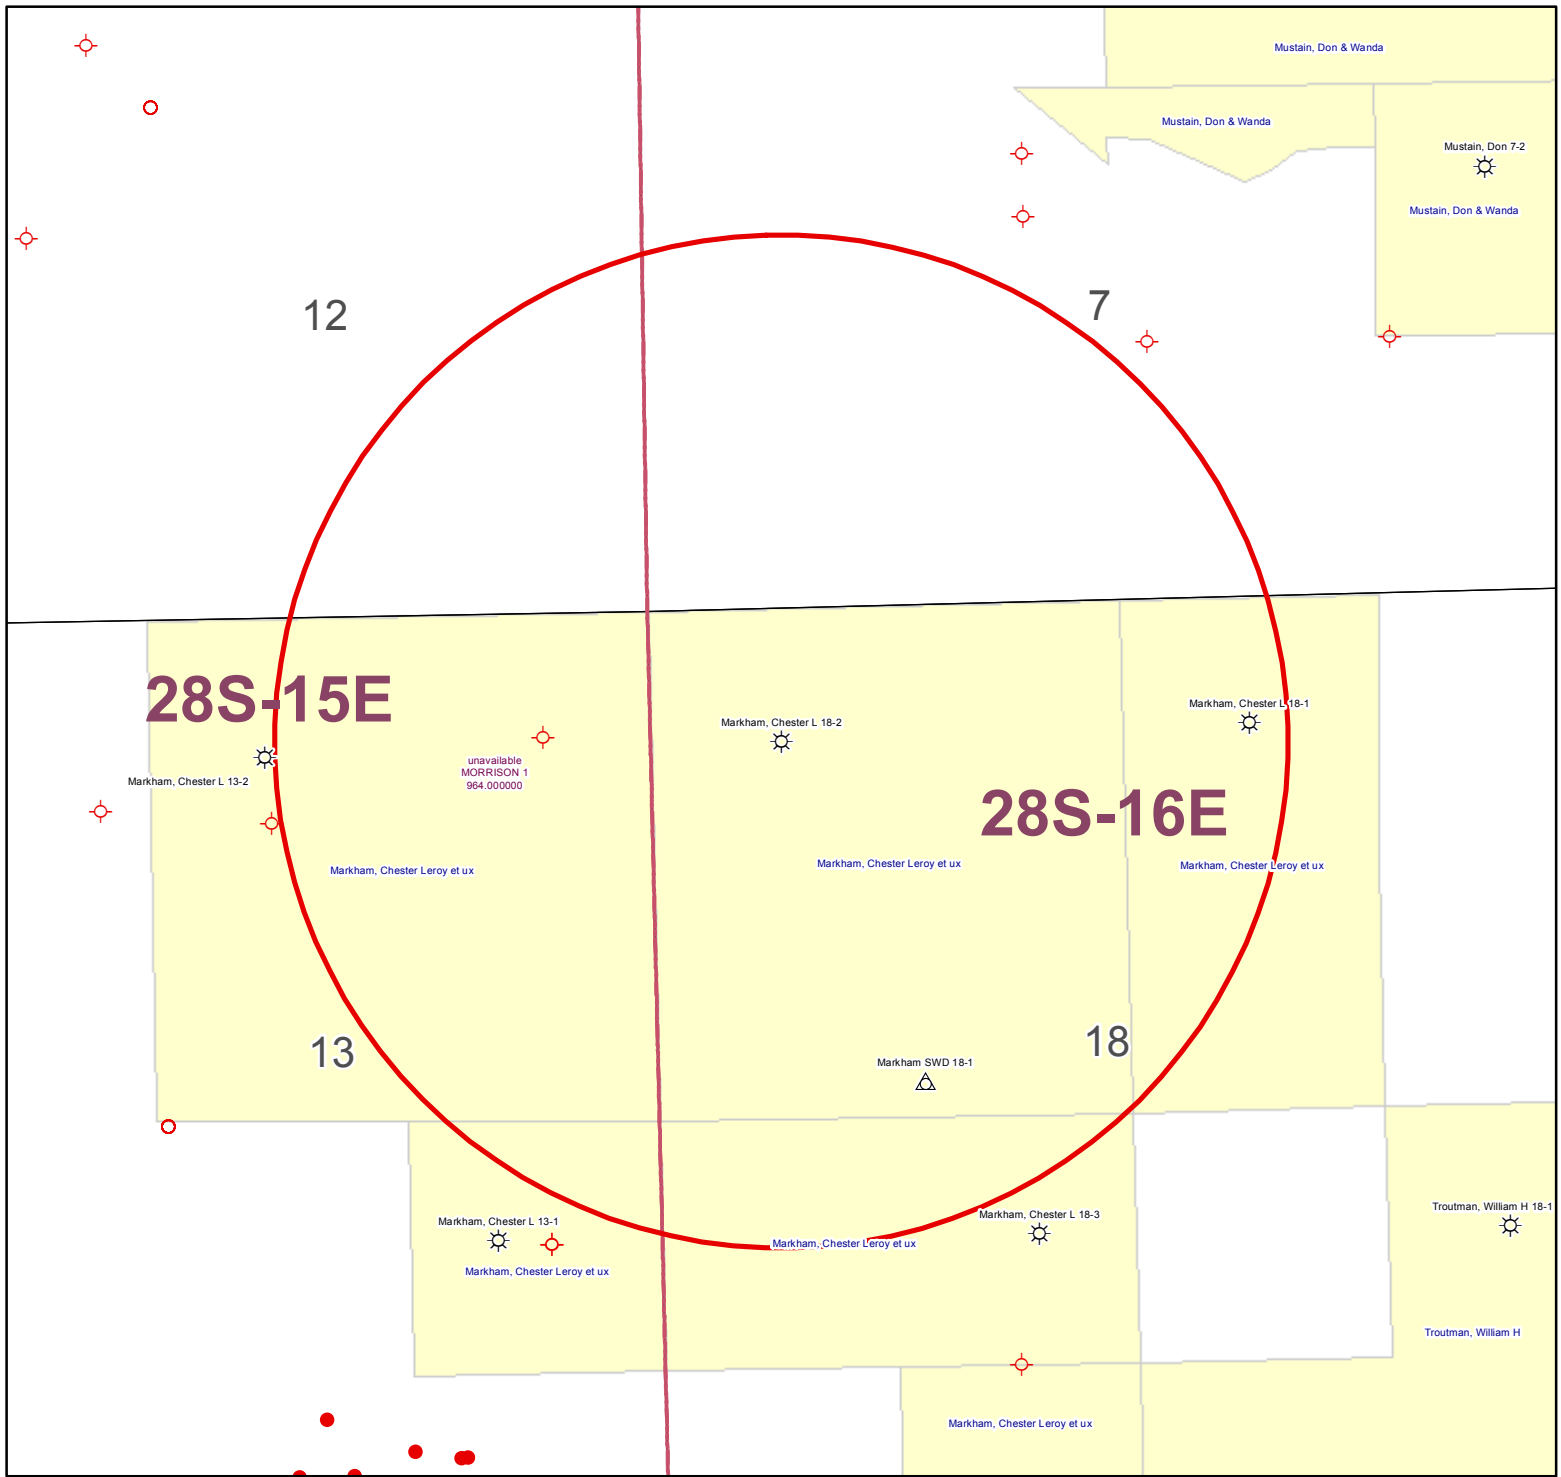 Mustain, Don & Wanda
Mustain, Don & Wanda
Mustain, Don 7-2
Mustain, Don & Wanda
12
7
28S-15E
Markham, Chester L 18-1
Markham, Chester L 18-2
unavailable
MORRISON 1
964.000000
Markham, Chester L 13-2
28S-16E
Markham, Chester Leroy et ux
Markham, Chester Leroy et ux
Markham, Chester Leroy et ux
13
18
Markham SWD 18-1
Troutman, William H 18-1
Markham, Chester L 18-3
Markham, Chester L 13-1
Markham, Chester Leroy et ux
Markham, Chester Leroy et ux
Troutman, William H
Markham, Chester Leroy et ux